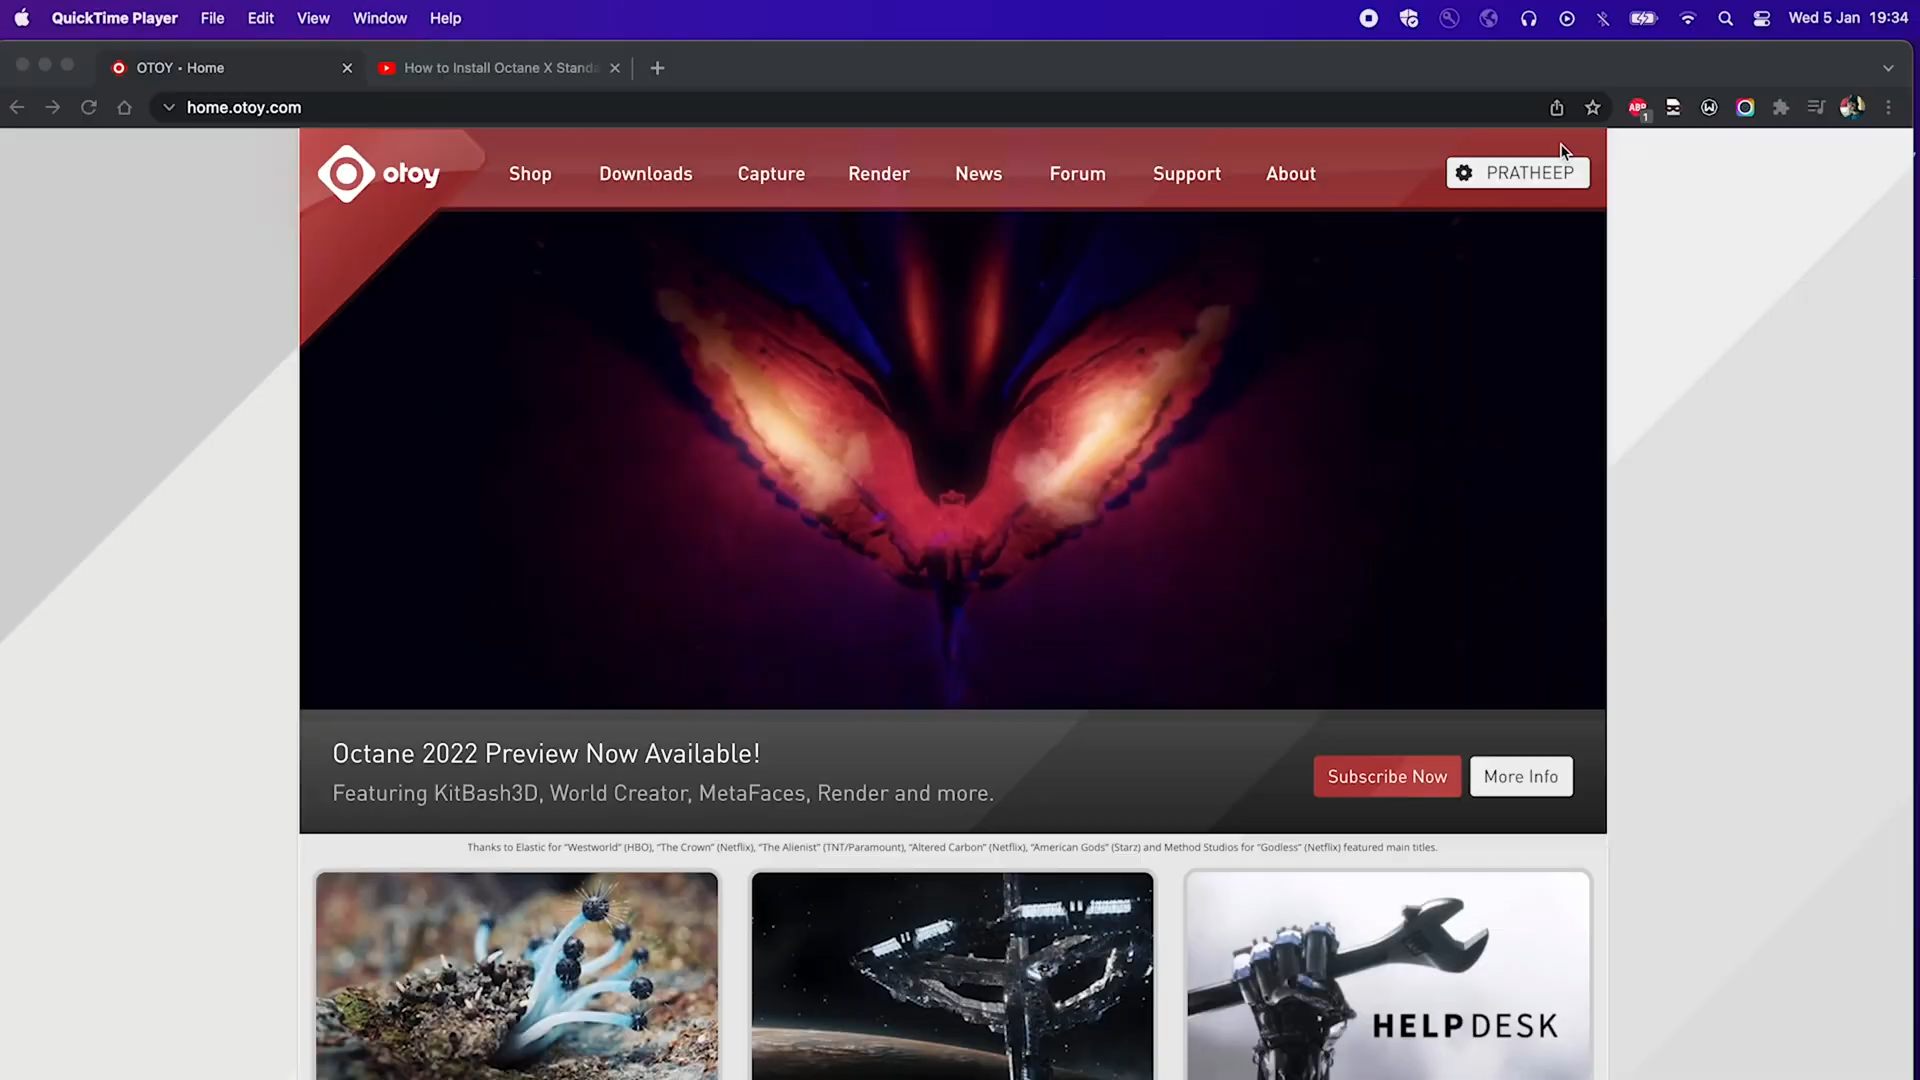 QuickTime Player File Edit View Window Help Wed 5 Jan 19:34
OTOY • Home How to Install Octane X Standa
home.otoy.com
ABP
1
otoy Shop Downloads Capture Render News Forum Support About PRATHEEP
Octane 2022 Preview Now Available!
Featuring KitBash3D, World Creator, MetaFaces, Render and more.
Subscribe Now More Info
Thanks to Elastic for "Westworld" (HBO), "The Crown" (Netflix), "The Alienist" (TNT/Paramount), "Altered Carbon" (Netflix), "American Gods" (Starz) and Method Studios for "Godless" (Netflix) featured main titles.
HELPDESK